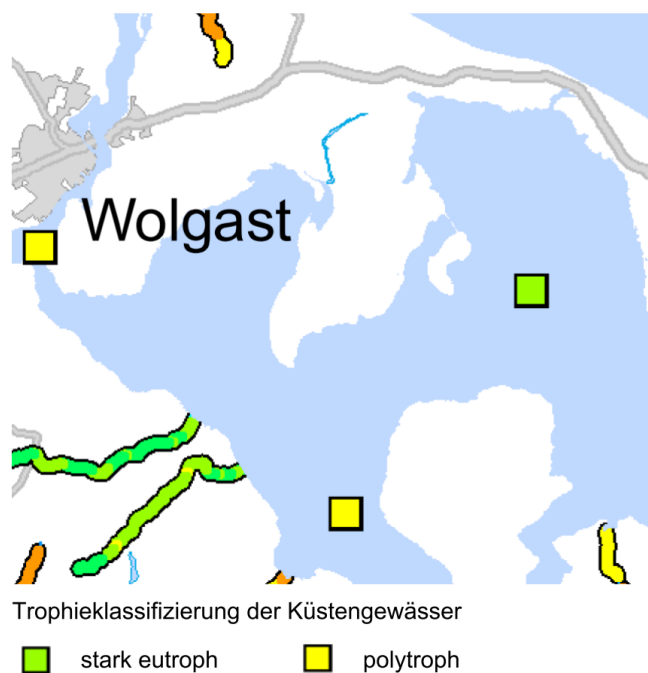 Wolgast
Trophieklassifizierung der Küstengewässer
stark eutroph polytroph